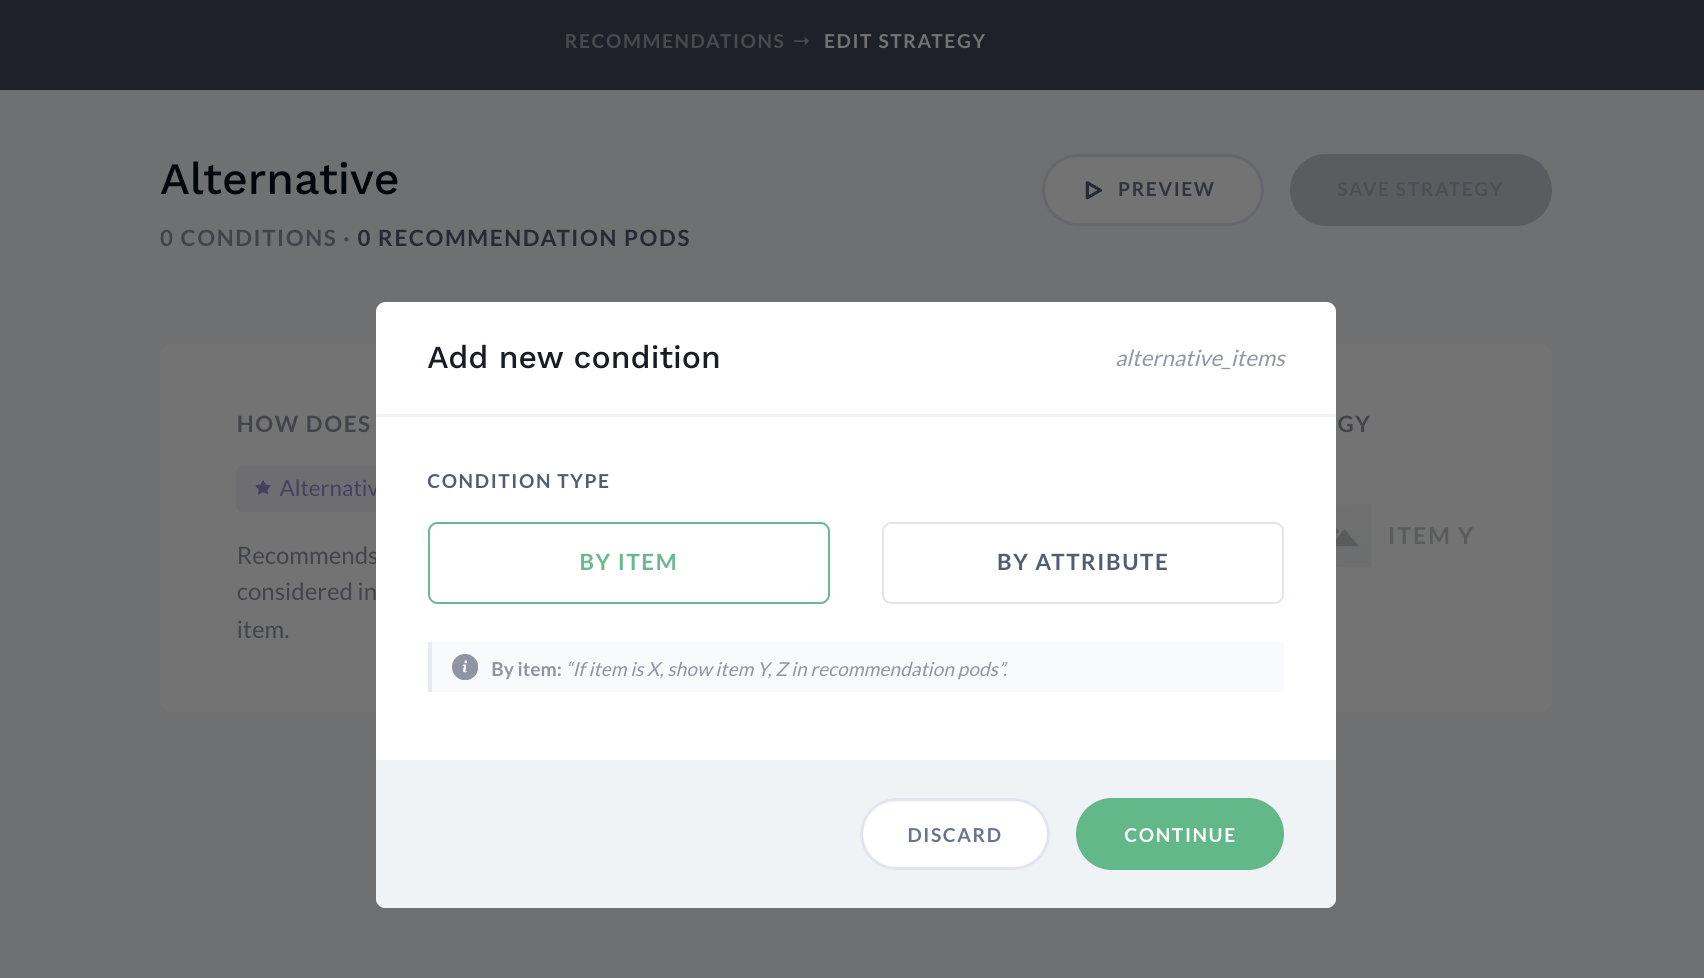 RECOMMENDATIONS → EDIT STRATEGY
Alternative
PREVIEW
SAVE STRATEGY
0 CONDITIONS · 0 RECOMMENDATION PODS
Add new condition
alternative_items
HOW DOES
GY
CONDITION TYPE
Alternativ
BY ITEM
BY ATTRIBUTE
ITEM Y
Recommends
considered in
item.
By item: “If item is X, show item Y, Z in recommendation pods”.
DISCARD
CONTINUE